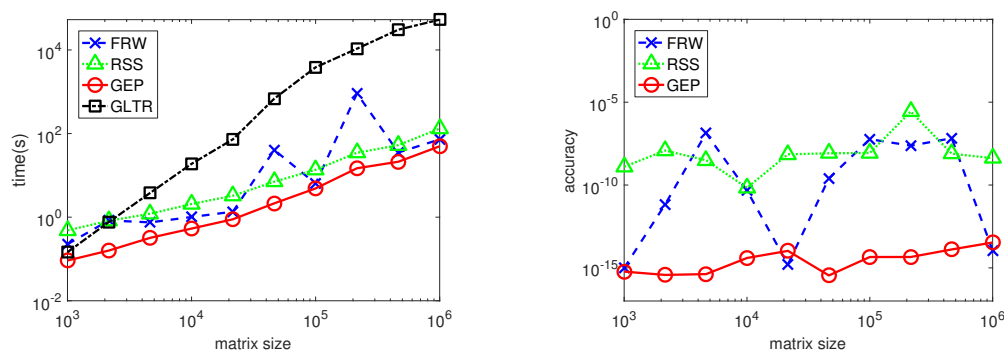 10^4
10^2
10^0
10^-2
time(s)
FRW
RSS
GEP
GLTR
10^3
10^4
10^5
10^6
matrix size
10^0
10^-5
10^-10
10^-15
accuracy
FRW
RSS
GEP
10^3
10^4
10^5
10^6
matrix size